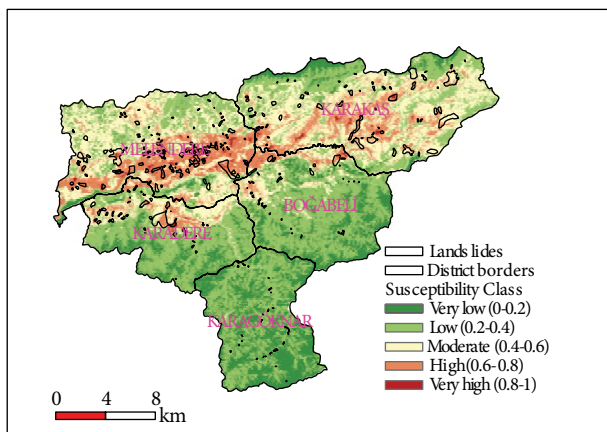 KARAKAŞ
BOĞABELİ
KARADERE
KARAGÖKNAR
Lands lides
District borders
Susceptibility Class
Very low (0-0.2)
Low (0.2-0.4)
Moderate (0.4-0.6)
High(0.6-0.8)
Very high (0.8-1)
0 4 8
km